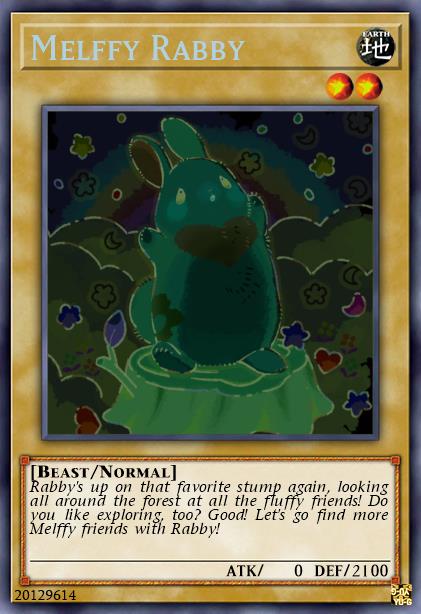 Melffy Rabby
EARTH
地
[Beast/Normal]
Rabby's up on that favorite stump again, looking
all around the forest at all the fluffy friends! Do
you like exploring, too? Good! Let's go find more
Melffy friends with Rabby!
ATK/ 0 DEF/2100
20129614